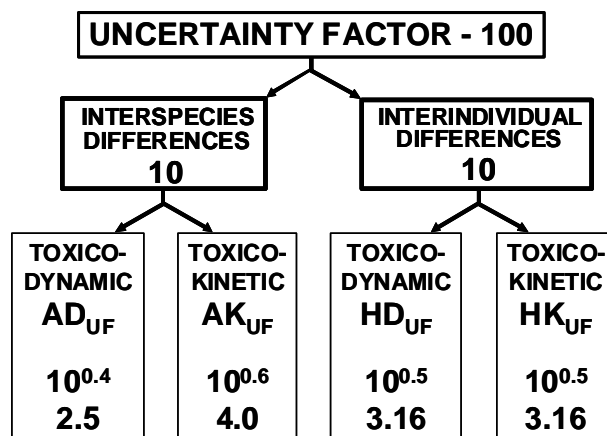 UNCERTAINTY FACTOR - 100
INTERSPECIES
DIFFERENCES
10
INTERINDIVIDUAL
DIFFERENCES
10
TOXICO-
DYNAMIC
AD_UF
10^0.4
2.5
TOXICO-
KINETIC
AK_UF
10^0.6
4.0
TOXICO-
DYNAMIC
HD_UF
10^0.5
3.16
TOXICO-
KINETIC
HK_UF
10^0.5
3.16